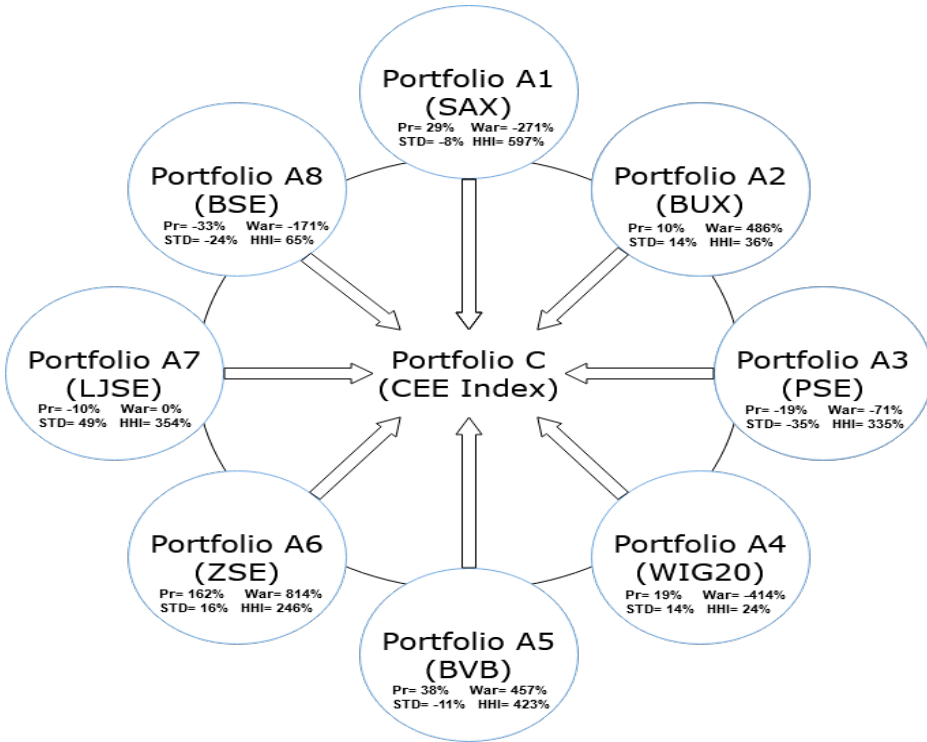 Portfolio A1
(SAX)
Pr= 29% War= -271%
STD= -8% HHI= 597%
Portfolio A8
(BSE)
Pr= -33% War= -171%
STD= -24% HHI= 65%
Portfolio A2
(BUX)
Pr= 10% War= 486%
STD= 14% HHI= 36%
Portfolio A7
(LJSE)
Pr= -10% War= 0%
STD= 49% HHI= 354%
Portfolio C
(CEE Index)
Portfolio A3
(PSE)
Pr= -19% War= -71%
STD= -35% HHI= 335%
Portfolio A6
(ZSE)
Pr= 162% War= 814%
STD= 16% HHI= 246%
Portfolio A4
(WIG20)
Pr= 19% War= -414%
STD= 14% HHI= 24%
Portfolio A5
(BVB)
Pr= 38% War= 457%
STD= -11% HHI= 423%